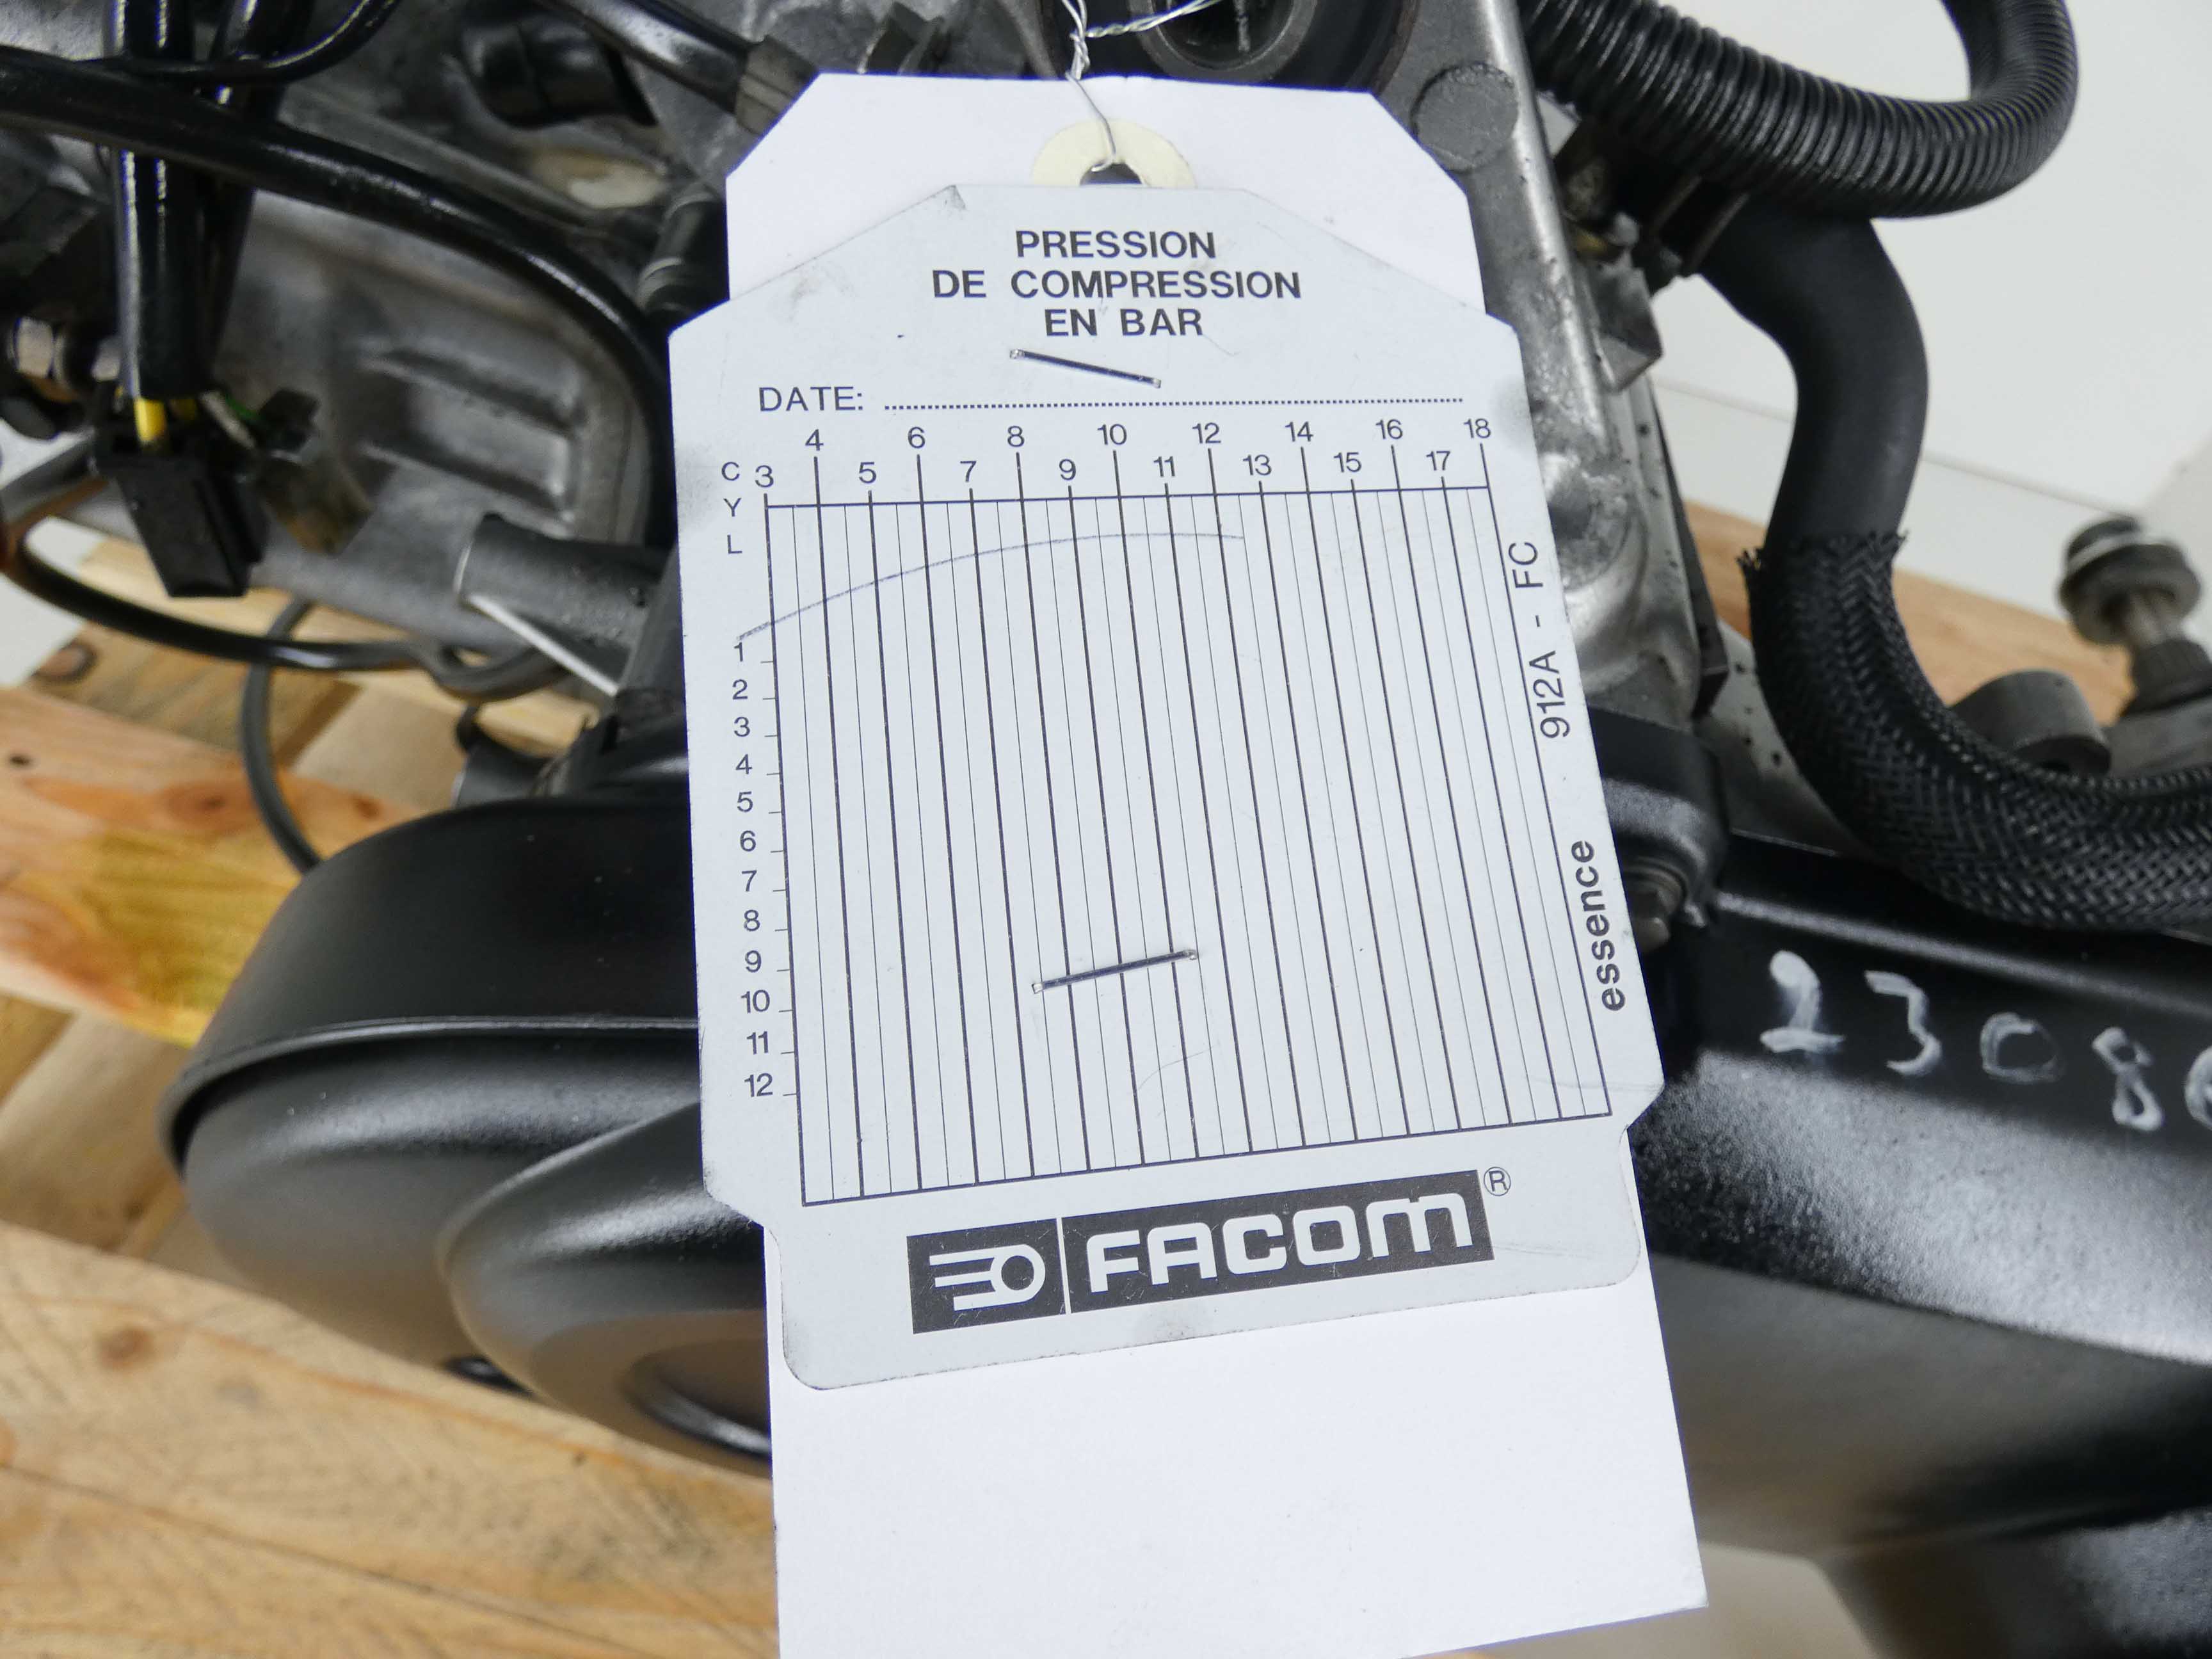 PRESSION
DE COMPRESSION
EN BAR
DATE:
4 6 8 10 12 14 16 18
3 5 7 9 11 13 15 17
C
Y
L
1
2
3
4
5
6
7
8
9
10
11
12
912A - FC
essence
FACOM ®
2308